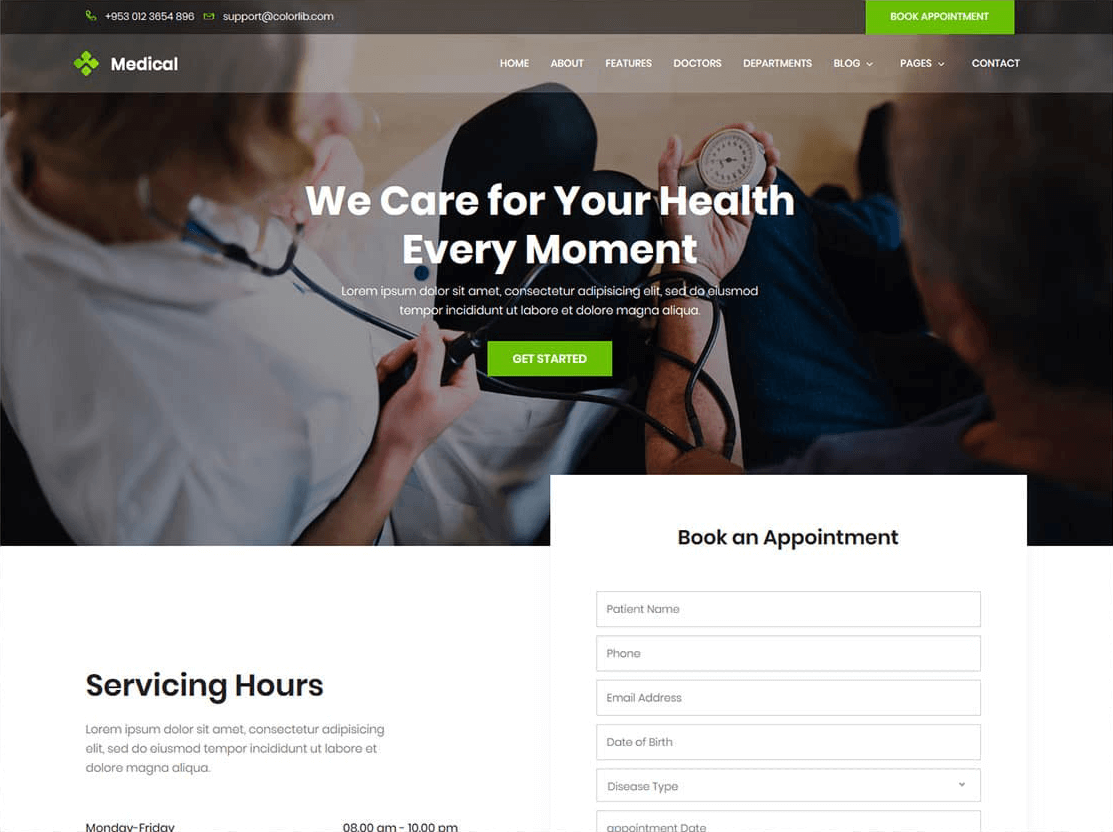 +953 012 3654 896 support@colorlib.com
BOOK APPOINTMENT
Medical
HOME ABOUT FEATURES DOCTORS DEPARTMENTS BLOG PAGES CONTACT
We Care for Your Health
Every Moment
Lorem ipsum dolor sit amet, consectetur adipisicing elit, sed do eiusmod
tempor incididunt ut labore et dolore magna aliqua.
GET STARTED
Book an Appointment
Patient Name
Phone
Email Address
Date of Birth
Disease Type
appointment Date
Servicing Hours
Lorem ipsum dolor sit amet, consectetur adipisicing
elit, sed do eiusmod tempor incididunt ut labore et
dolore magna aliqua.
Monday-Friday 08.00 am - 10.00 pm